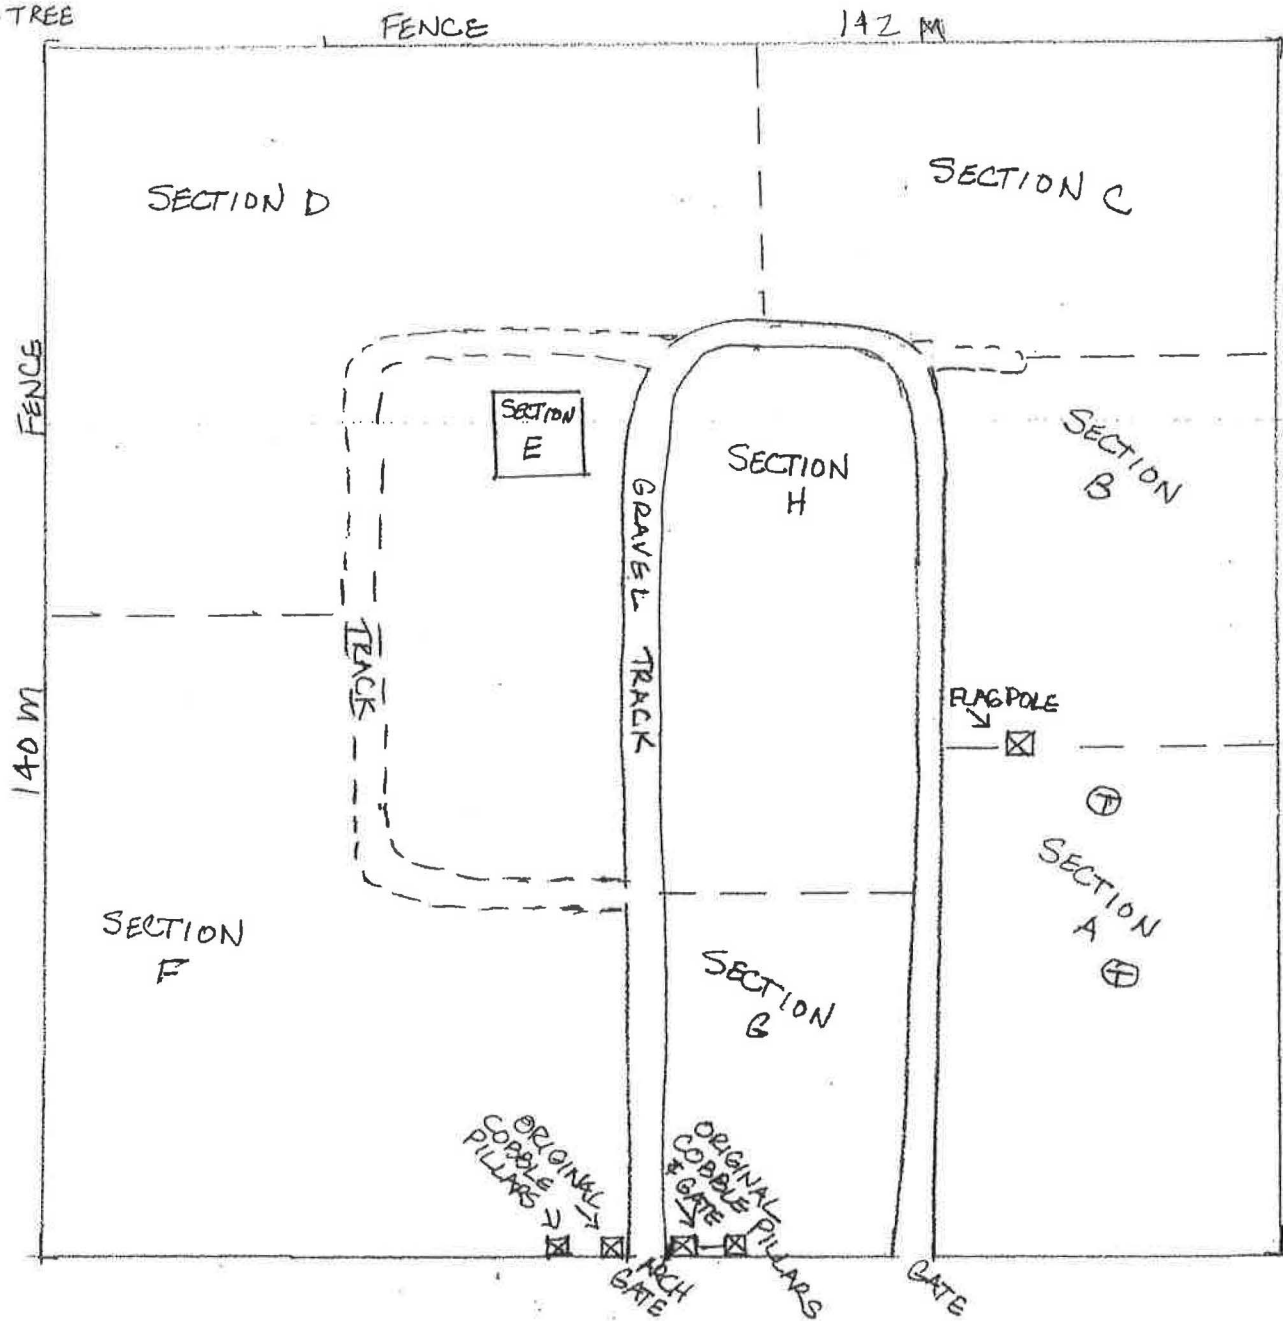 TREE
FENCE
142 M
SECTION D
SECTION C
FENCE
SECTION
E
SECTION
H
SECTION
B
GRAVEL TRACK
TRACK
140 m
FLAGPOLE
T
SECTION
A
T
SECTION
F
SECTION
G
ORIGINAL
COBBLE
PILLARS
ORIGINAL
COBBLE PILLARS
& GATE
ARCH
GATE
GATE